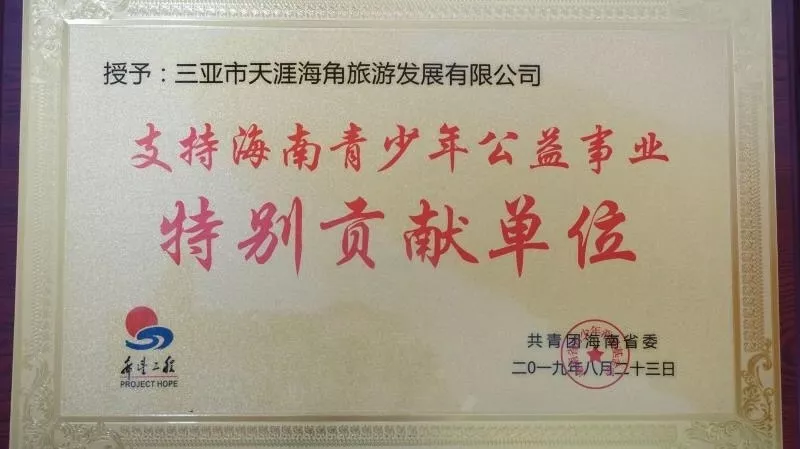 授予：三亚市天涯海角旅游发展有限公司
支持海南青少年公益事业
特别贡献单位
希望工程
PROJECT HOPE
共青团海南省委
二〇一九年八月二十三日